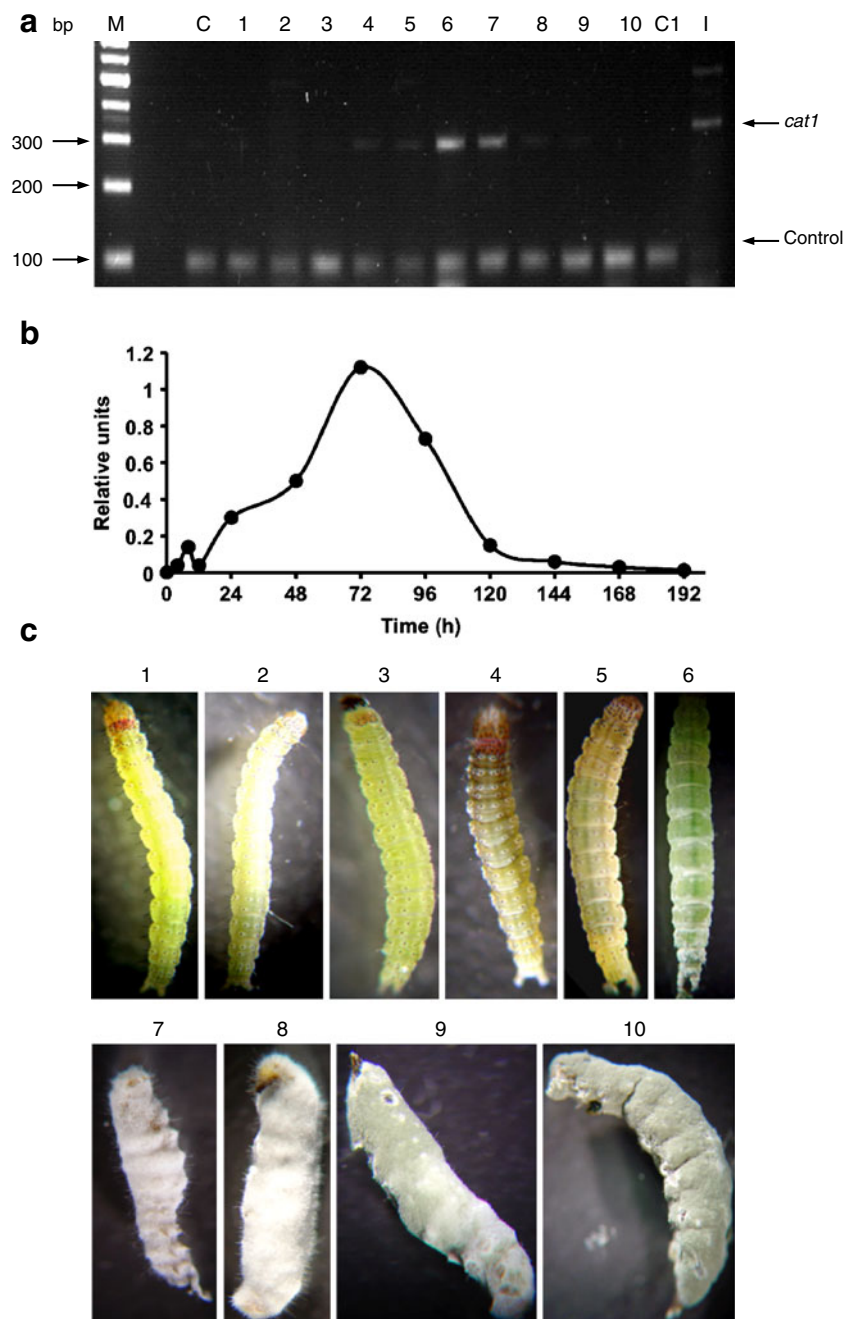 a bp M C 1 2 3 4 5 6 7 8 9 10 C1 I
cat1
300
200
Control
100
b
1.2
1
0.8
0.6
0.4
0.2
0
Relative units
0 24 48 72 96 120 144 168 192
Time (h)
c
1 2 3 4 5 6
7 8 9 10